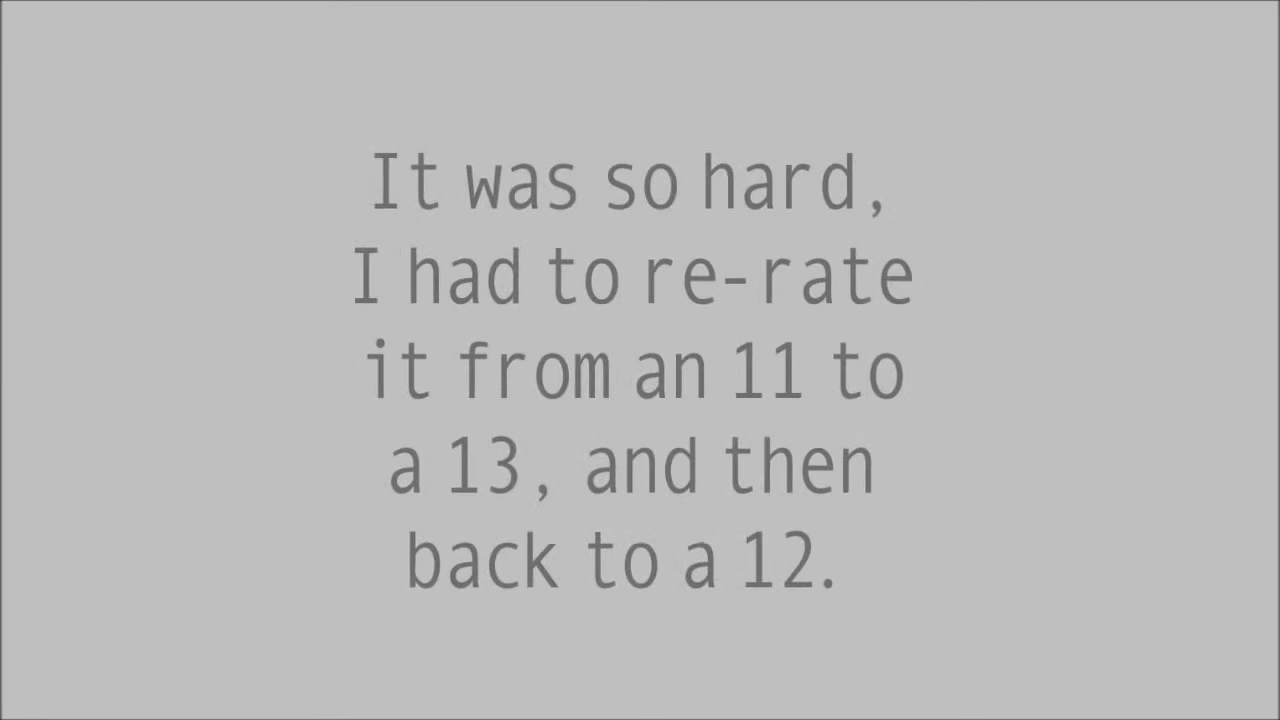 It was so hard,
I had to re-rate
it from an 11 to
a 13, and then
back to a 12.